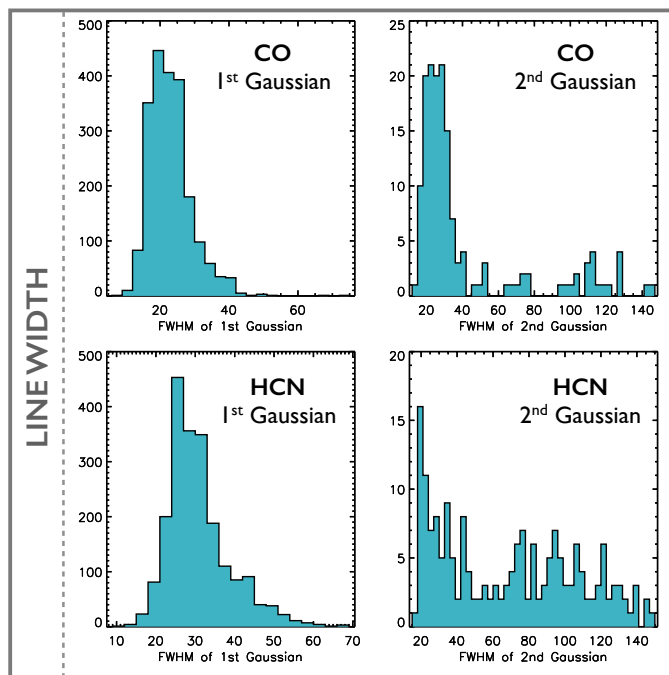 LINEWIDTH
CO
1st Gaussian
500
400
300
200
100
0
20 40 60
FWHM of 1st Gaussian
CO
2nd Gaussian
25
20
15
10
5
0
20 40 60 80 100 120 140
FWHM of 2nd Gaussian
HCN
1st Gaussian
500
400
300
200
100
0
10 20 30 40 50 60 70
FWHM of 1st Gaussian
HCN
2nd Gaussian
20
15
10
5
0
20 40 60 80 100 120 140
FWHM of 2nd Gaussian